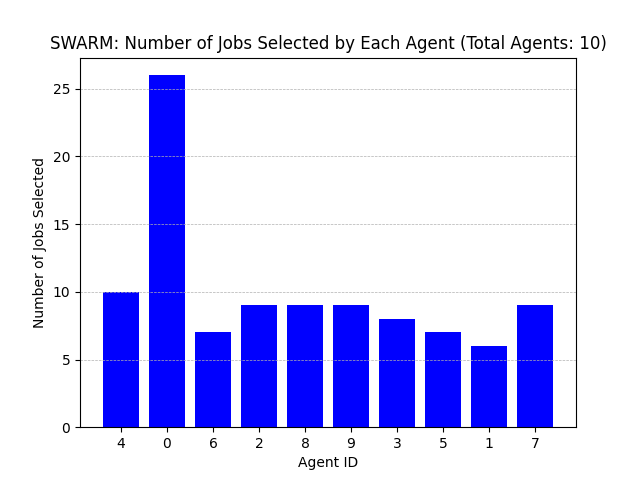 SWARM: Number of Jobs Selected by Each Agent (Total Agents: 10)
Number of Jobs Selected
25
20
15
10
5
0
4 0 6 2 8 9 3 5 1 7
Agent ID